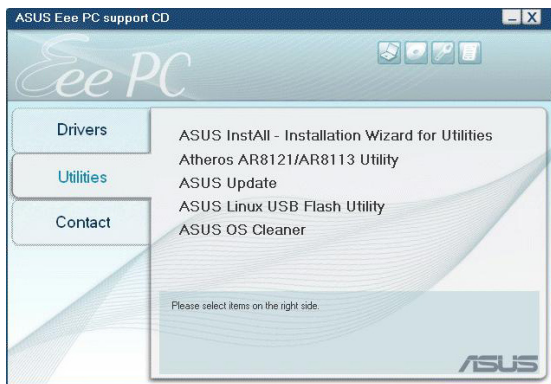 ASUS Eee PC support CD
Eee PC
Drivers
Utilities
Contact
ASUS InstAll - Installation Wizard for Utilities
Atheros AR8121/AR8113 Utility
ASUS Update
ASUS Linux USB Flash Utility
ASUS OS Cleaner
Please select items on the right side.
ASUS